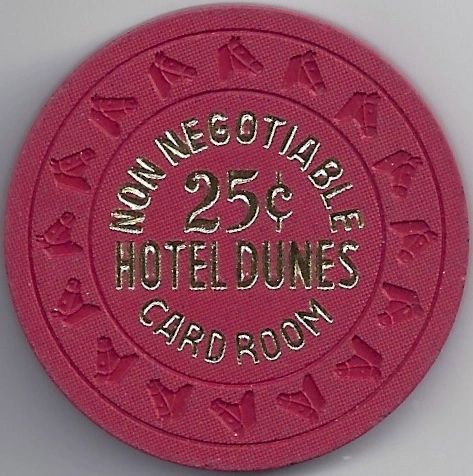 NON NEGOTIABLE
25¢
HOTEL DUNES
CARD ROOM